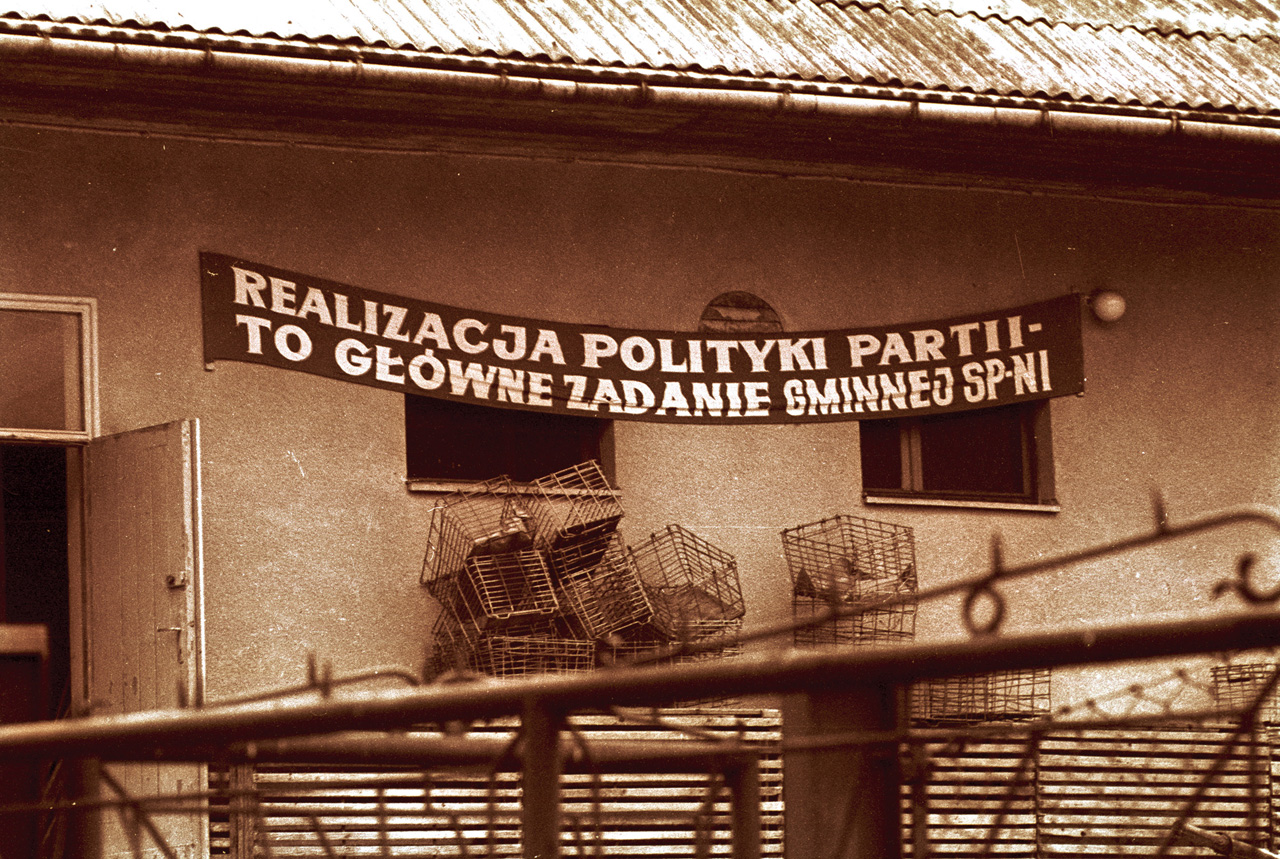 REALIZACJA POLITYKI PARTII-
TO GŁÓWNE ZADANIE GMINNEJ SP-NI